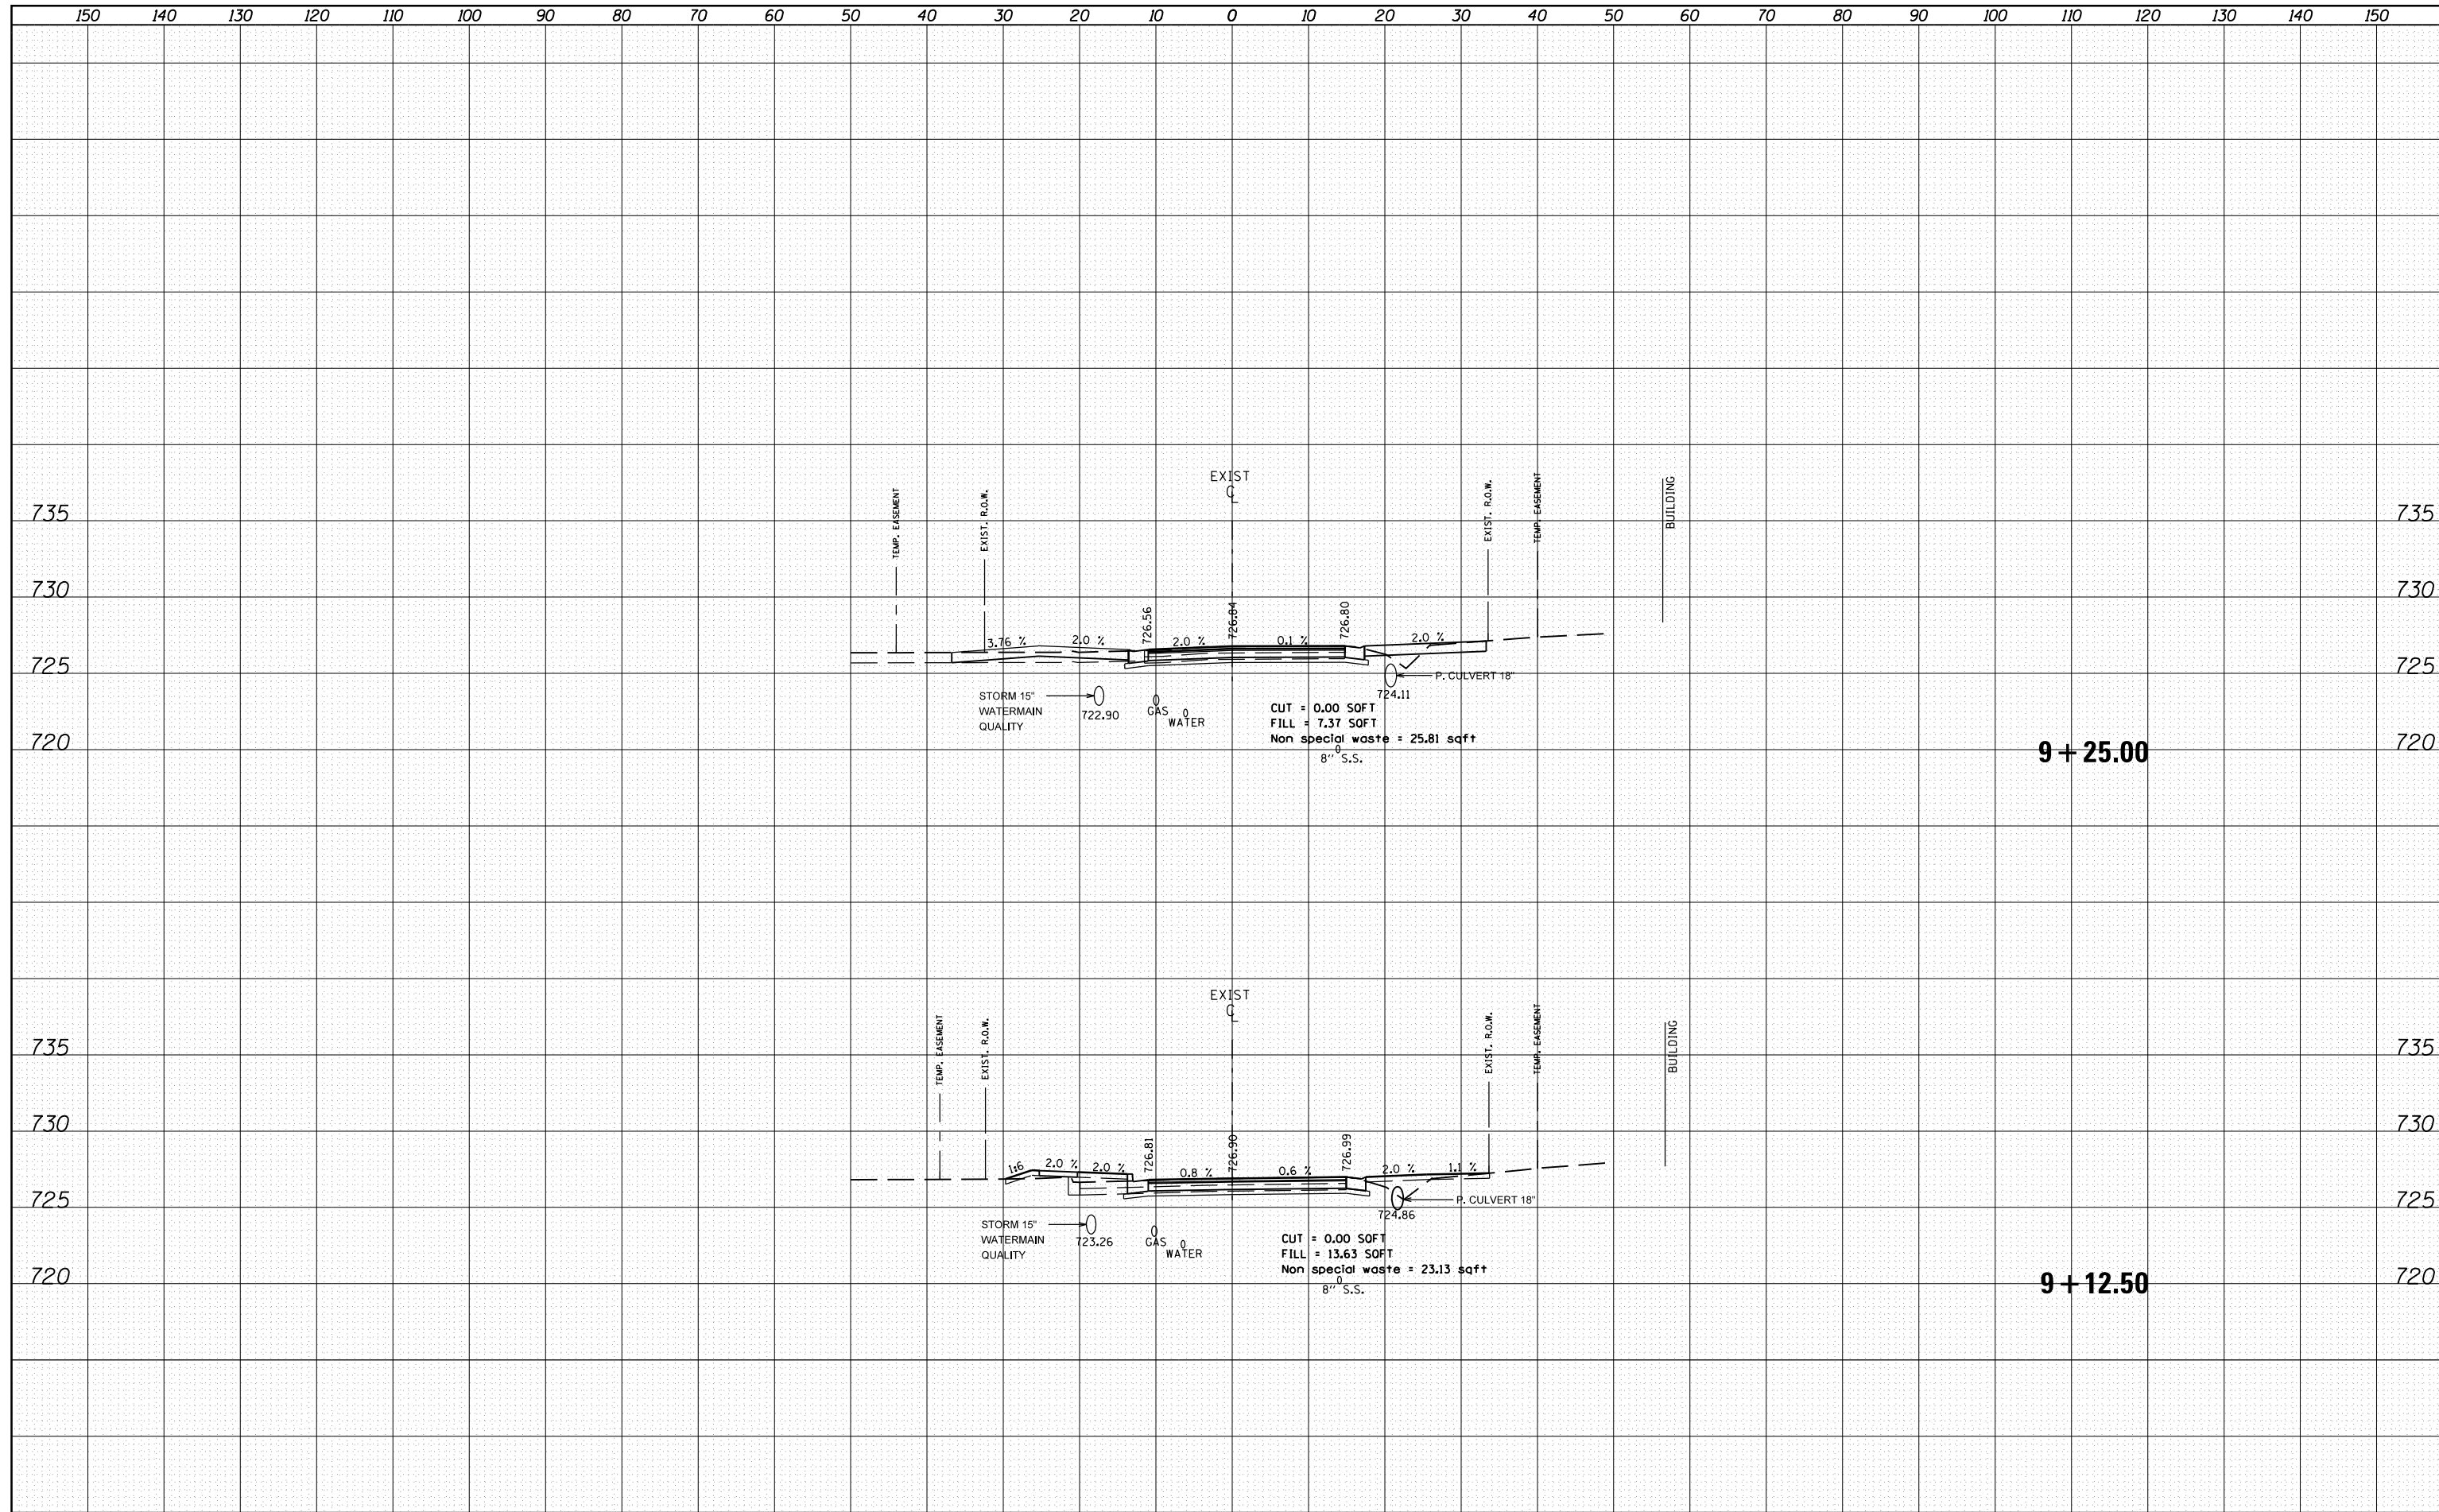 150 140 130 120 110 100 90 80 70 60 50 40 30 20 10 0 10 20 30 40 50 60 70 80 90 100 110 120 130 140 150
EXIST
CL
TEMP. EASEMENT
EXIST. R.O.W.
EXIST. R.O.W.
TEMP. EASEMENT
BUILDING
735 735
730 730
726.56 726.84 726.80
3.76 % 2.0 % 2.0 % 0.1 % 2.0 %
725 725
P. CULVERT 18"
724.11
STORM 15"
WATERMAIN
QUALITY
722.90
GAS
WATER
CUT = 0.00 SQFT
FILL = 7.37 SQFT
Non special waste = 25.81 sqft
8'' S.S.
720 720
9+25.00
EXIST
CL
TEMP. EASEMENT
EXIST. R.O.W.
EXIST. R.O.W.
TEMP. EASEMENT
BUILDING
735 735
730 730
726.81 726.90 726.99
1:6 2.0 % 2.0 % 0.8 % 0.6 % 2.0 % 1.1 %
725 725
P. CULVERT 18"
724.86
STORM 15"
WATERMAIN
QUALITY
723.26
GAS
WATER
CUT = 0.00 SQFT
FILL = 13.63 SQFT
Non special waste = 23.13 sqft
8'' S.S.
720 720
9+12.50